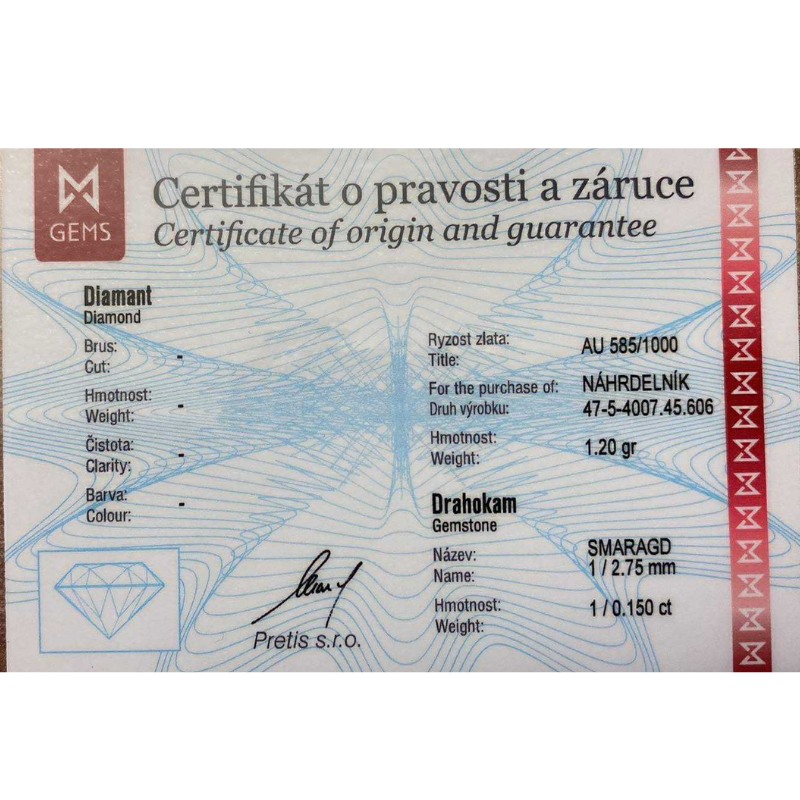 GEMS
Certifikát o pravosti a záruce
Certificate of origin and guarantee
Diamant
Diamond
Brus:
Cut:
-
Hmotnost:
Weight:
-
Čistota:
Clarity:
-
Barva:
Colour:
-
Ryzost zlata:
Title:
AU 585/1000
For the purchase of:
Druh výrobku:
NÁHRDELNÍK
47-5-4007.45.606
Hmotnost:
Weight:
1.20 gr
Drahokam
Gemstone
Název:
Name:
SMARAGD
1 / 2.75 mm
Hmotnost:
Weight:
1 / 0.150 ct
Pretis s.r.o.